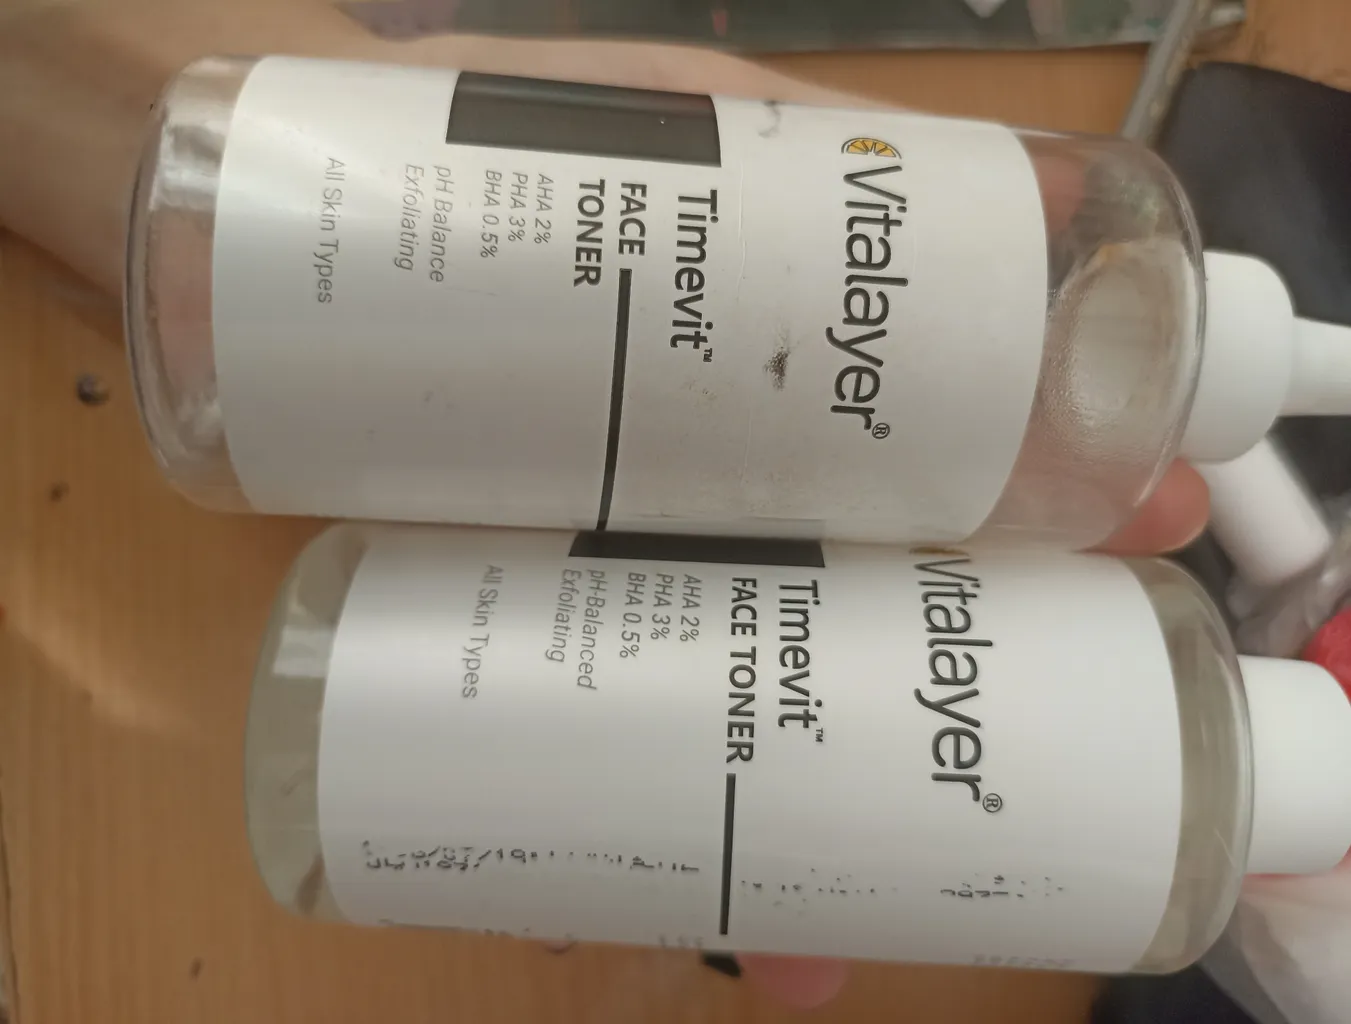 Vitalayer®
Timevit™
FACE
TONER
AHA 2%
PHA 3%
BHA 0.5%
pH Balance
Exfoliating
All Skin Types
Vitalayer®
Timevit™
FACE TONER
AHA 2%
PHA 3%
BHA 0.5%
pH-Balanced
Exfoliating
All Skin Types